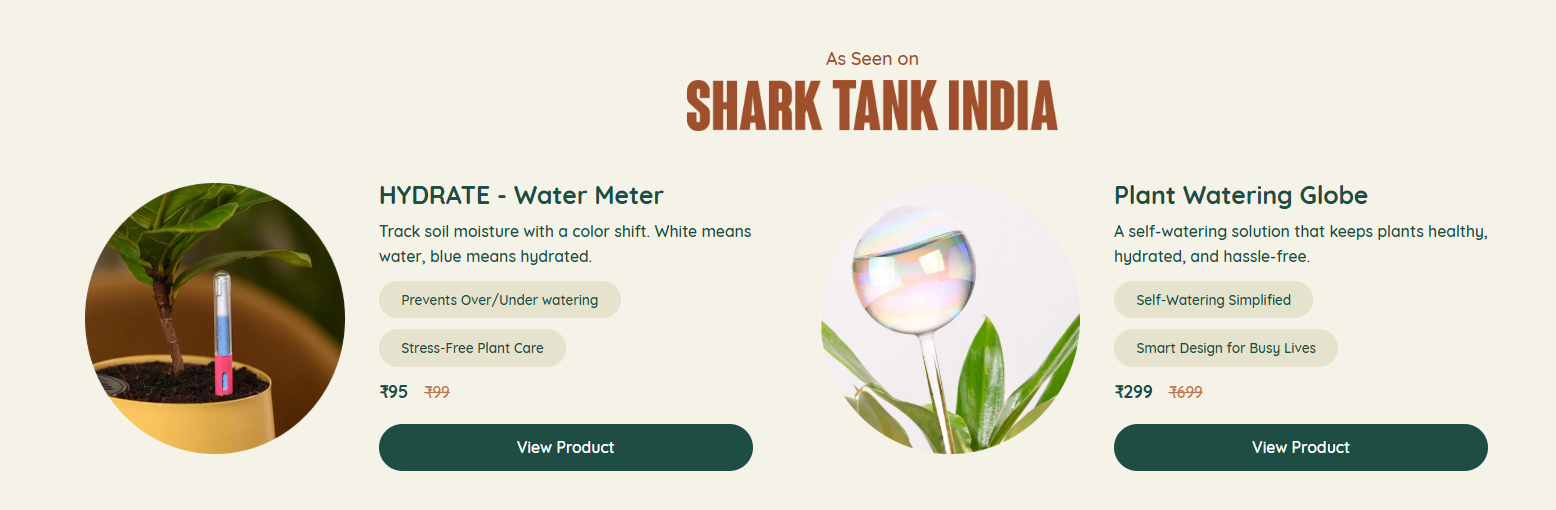 As Seen on
SHARK TANK INDIA
HYDRATE - Water Meter
Track soil moisture with a color shift. White means
water, blue means hydrated.
Prevents Over/Under watering
Stress-Free Plant Care
₹95 ₹99
View Product
Plant Watering Globe
A self-watering solution that keeps plants healthy,
hydrated, and hassle-free.
Self-Watering Simplified
Smart Design for Busy Lives
₹299 ₹699
View Product